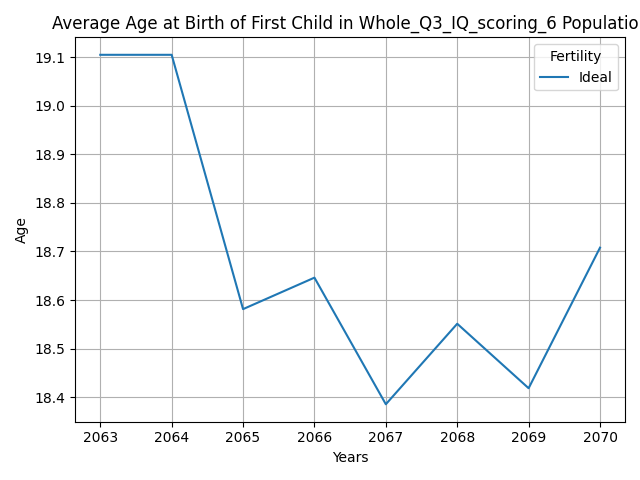 Average Age at Birth of First Child in Whole_Q3_IQ_scoring_6 Populatio
Fertility
Ideal
19.1
19.0
18.9
18.8
18.7
18.6
18.5
18.4
Age
2063 2064 2065 2066 2067 2068 2069 2070
Years